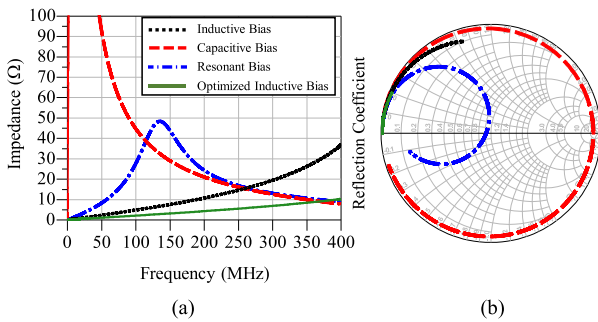 100
90
80
70
60
50
40
30
20
10
0
Impedance (Ω)
Inductive Bias
Capacitive Bias
Resonant Bias
Optimized Inductive Bias
0 50 100 150 200 250 300 350 400
Frequency (MHz)
(a)
Reflection Coefficient
(b)